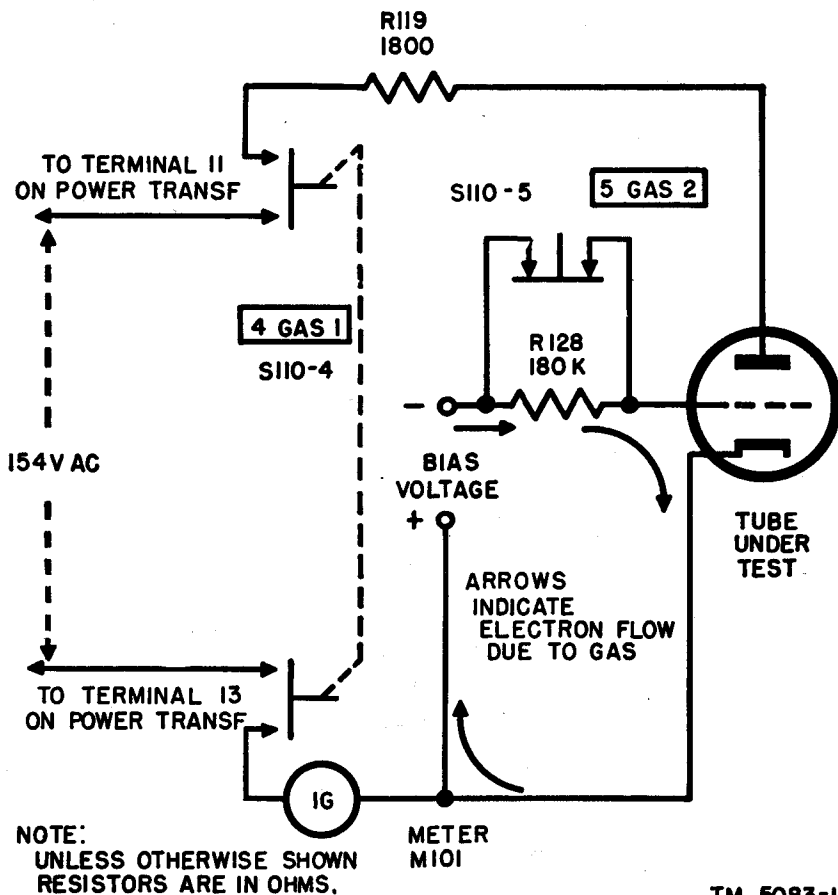 R119
1800
TO TERMINAL 11
ON POWER TRANSF
S110-5
5 GAS 2
4 GAS 1
S110-4
R128
180 K
-
154V AC
BIAS
VOLTAGE
+
TUBE
UNDER
TEST
ARROWS
INDICATE
ELECTRON FLOW
DUE TO GAS
TO TERMINAL 13
ON POWER TRANSF
IG
NOTE:
UNLESS OTHERWISE SHOWN
RESISTORS ARE IN OHMS.
METER
M101